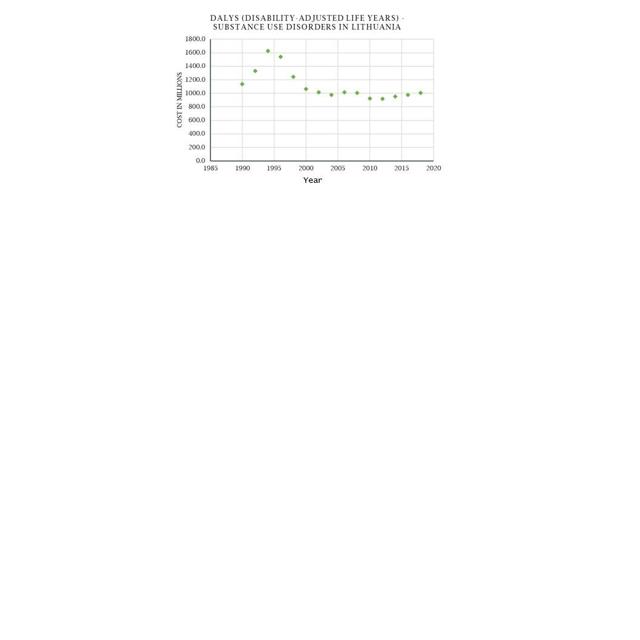 DALYS (DISABILITY-ADJUSTED LIFE YEARS) -
SUBSTANCE USE DISORDERS IN LITHUANIA
COST IN MILLIONS
1800.0
1600.0
1400.0
1200.0
1000.0
800.0
600.0
400.0
200.0
0.0
1985 1990 1995 2000 2005 2010 2015 2020
Year